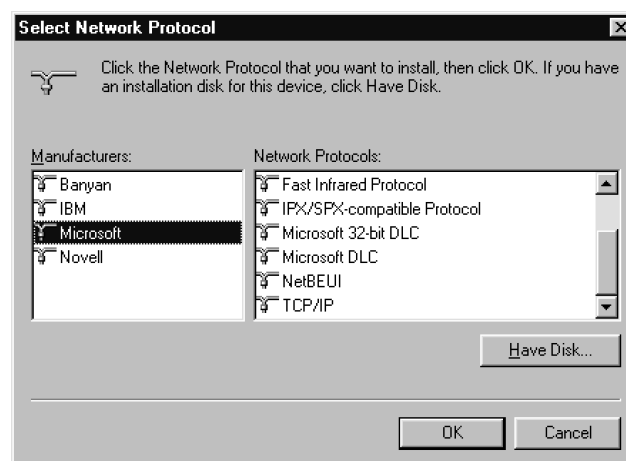 Select Network Protocol
Click the Network Protocol that you want to install, then click OK. If you have
an installation disk for this device, click Have Disk.
Manufacturers:
Banyan
IBM
Microsoft
Novell
Network Protocols:
Fast Infrared Protocol
IPX/SPX-compatible Protocol
Microsoft 32-bit DLC
Microsoft DLC
NetBEUI
TCP/IP
Have Disk...
OK
Cancel